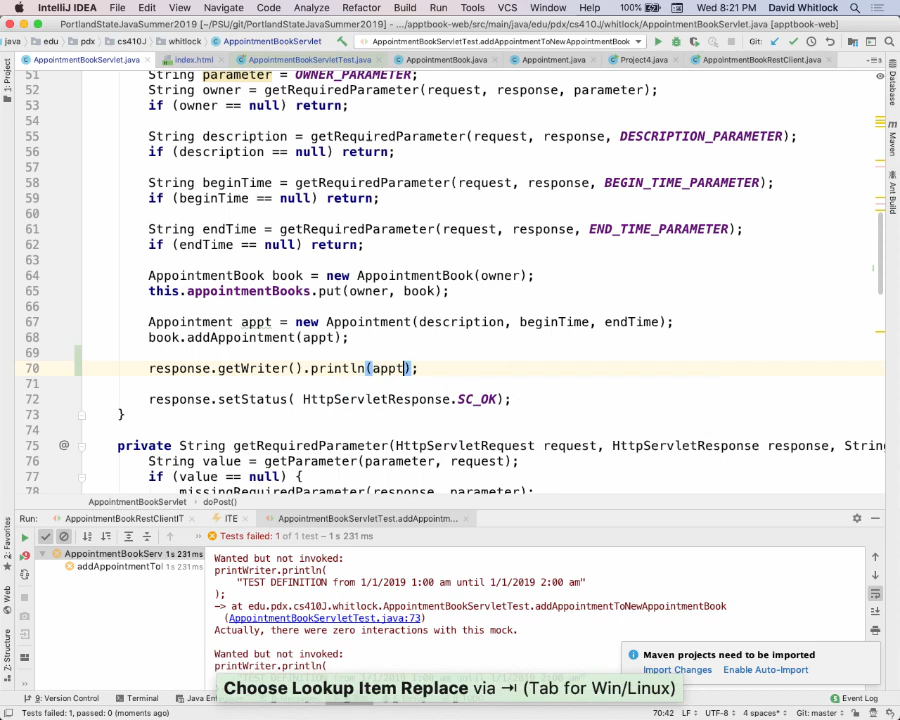 IntelliJ IDEA File Edit View Navigate Code Analyze Refactor Build Run Tools VCS Window Help 100% Wed 8:21 PM David Whitlock
PortlandStateJavaSummer2019 [~/PSU/git/PortlandStateJavaSummer2019] - .../apptbook-web/src/main/java/edu/pdx/cs410J/whitlock/AppointmentBookServlet.java [apptbook-web]
java edu pdx cs410J whitlock AppointmentBookServlet AppointmentBookServletTest.addAppointmentToNewAppointmentBook Git:
AppointmentBookServlet.java index.html AppointmentBookServletTest.java AppointmentBook.java Appointment.java Project4.java AppointmentBookRestClient.java
51 String parameter = OWNER_PARAMETER;
52 String owner = getRequiredParameter(request, response, parameter);
53 if (owner == null) return;
54
55 String description = getRequiredParameter(request, response, DESCRIPTION_PARAMETER);
56 if (description == null) return;
57
58 String beginTime = getRequiredParameter(request, response, BEGIN_TIME_PARAMETER);
59 if (beginTime == null) return;
60
61 String endTime = getRequiredParameter(request, response, END_TIME_PARAMETER);
62 if (endTime == null) return;
63
64 AppointmentBook book = new AppointmentBook(owner);
65 this.appointmentBooks.put(owner, book);
66
67 Appointment appt = new Appointment(description, beginTime, endTime);
68 book.addAppointment(appt);
69
70 response.getWriter().println(appt);
71
72 response.setStatus( HttpServletResponse.SC_OK);
73 }
74
75 @ private String getRequiredParameter(HttpServletRequest request, HttpServletResponse response, String
76 String value = getParameter(parameter, request);
77 if (value == null) {
78 missingRequiredParameter(response, parameter);
AppointmentBookServlet doPost()
Run: AppointmentBookRestClientIT ITE AppointmentBookServletTest.addAppointm...
Tests failed: 1 of 1 test – 1 s 231 ms
AppointmentBookServ 1 s 231 ms
addAppointmentTol 1 s 231 ms
Wanted but not invoked:
printWriter.println(
"TEST DEFINITION from 1/1/2019 1:00 am until 1/1/2019 2:00 am"
);
-> at edu.pdx.cs410J.whitlock.AppointmentBookServletTest.addAppointmentToNewAppointmentBook
(AppointmentBookServletTest.java:73)
Actually, there were zero interactions with this mock.
Wanted but not invoked:
printWriter.println(
Maven projects need to be imported
Import Changes Enable Auto-Import
Choose Lookup Item Replace via ⇥ (Tab for Win/Linux)
9: Version Control Terminal Java En Event Log
Tests failed: 1, passed: 0 (moments ago) 70:42 LF UTF-8 4 spaces* Git: master
1: Project
2: Favorites
Web
7: Structure
Database
Maven
Ant Build